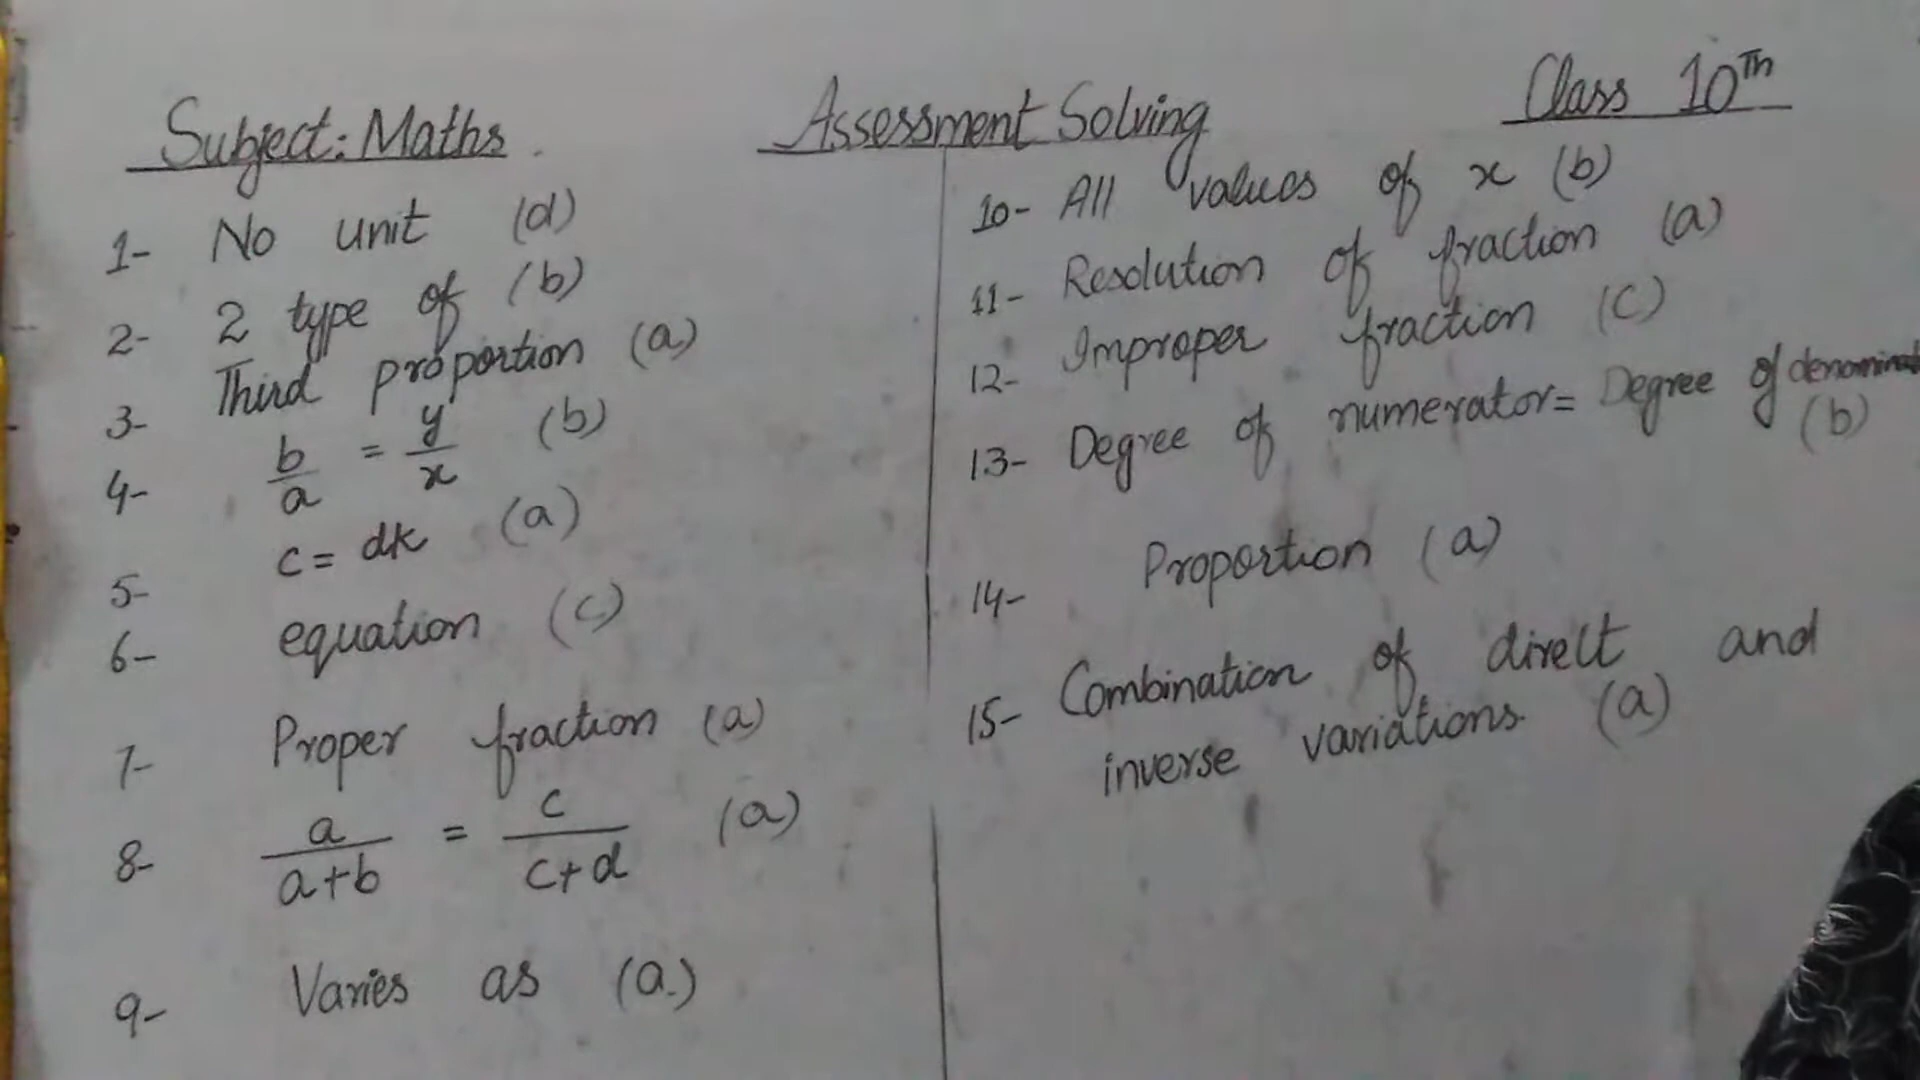 Subject: Maths.
Assessment Solving
Class 10Th
1- No unit (d)
2- 2 type of (b)
3- Third proportion (a)
4- b/a = y/x (b)
5- c = dk (a)
6- equation (c)
7- Proper fraction (a)
8- a/a+b = c/c+d (a)
9- Varies as (a.)
10- All values of x (b)
11- Resolution of fraction (a)
12- Improper fraction (C)
13- Degree of numerator = Degree of
(b)
14- Proportion (a)
15- Combination of direct and
inverse variations. (a)